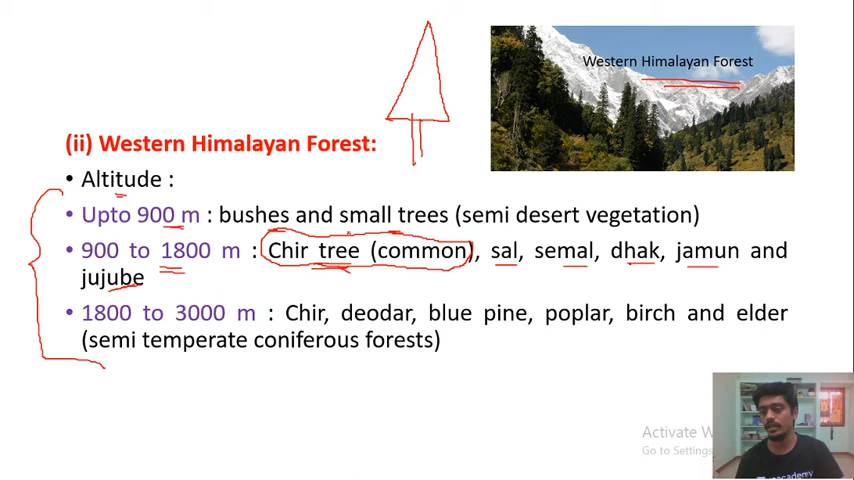 Western Himalayan Forest
(ii) Western Himalayan Forest:
• Altitude :
• Upto 900 m : bushes and small trees (semi desert vegetation)
• 900 to 1800 m : Chir tree (common), sal, semal, dhak, jamun and
jujube
• 1800 to 3000 m : Chir, deodar, blue pine, poplar, birch and elder
(semi temperate coniferous forests)
Activate
Go to Settings